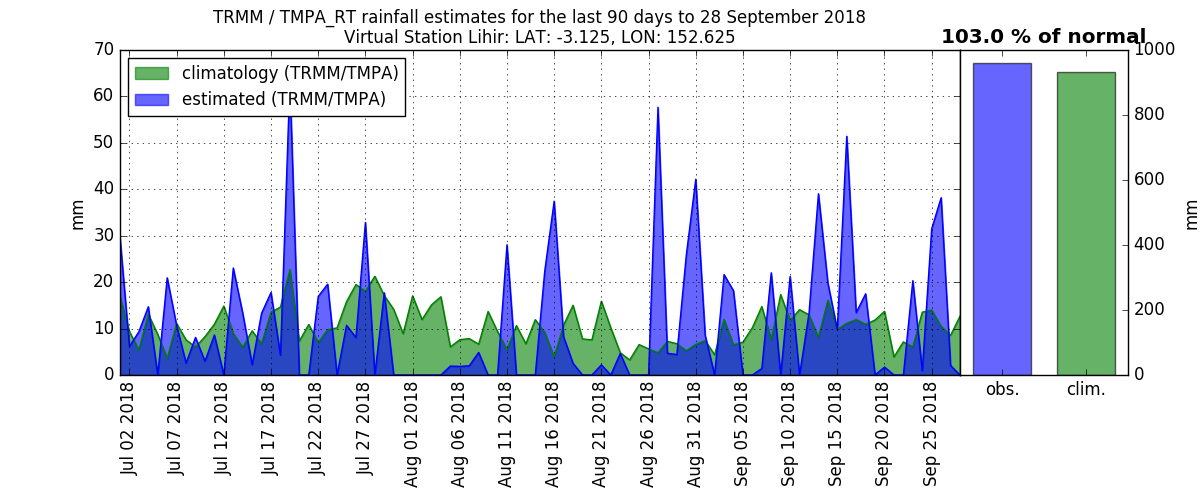 TRMM / TMPA_RT rainfall estimates for the last 90 days to 28 September 2018
Virtual Station Lihir: LAT: -3.125, LON: 152.625
103.0 % of normal
climatology (TRMM/TMPA)
estimated (TRMM/TMPA)
70
60
50
40
30
20
10
0
mm
Jul 02 2018
Jul 07 2018
Jul 12 2018
Jul 17 2018
Jul 22 2018
Jul 27 2018
Aug 01 2018
Aug 06 2018
Aug 11 2018
Aug 16 2018
Aug 21 2018
Aug 26 2018
Aug 31 2018
Sep 05 2018
Sep 10 2018
Sep 15 2018
Sep 20 2018
Sep 25 2018
obs.
clim.
1000
800
600
400
200
0
mm